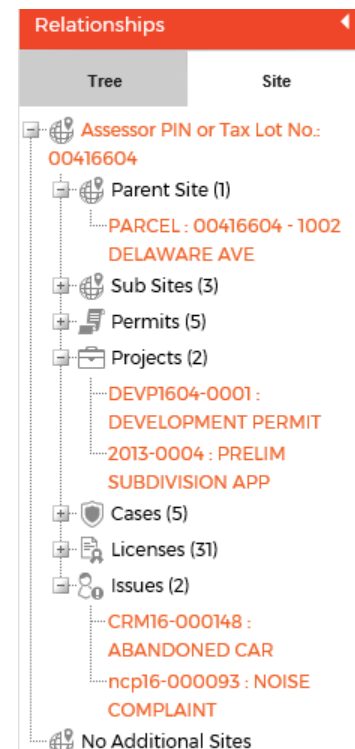 Relationships
Tree Site
Assessor PIN or Tax Lot No.:
00416604
Parent Site (1)
PARCEL : 00416604 - 1002
DELAWARE AVE
Sub Sites (3)
Permits (5)
Projects (2)
DEVP1604-0001 :
DEVELOPMENT PERMIT
2013-0004 : PRELIM
SUBDIVISION APP
Cases (5)
Licenses (31)
Issues (2)
CRM16-000148 :
ABANDONED CAR
ncp16-000093 : NOISE
COMPLAINT
No Additional Sites